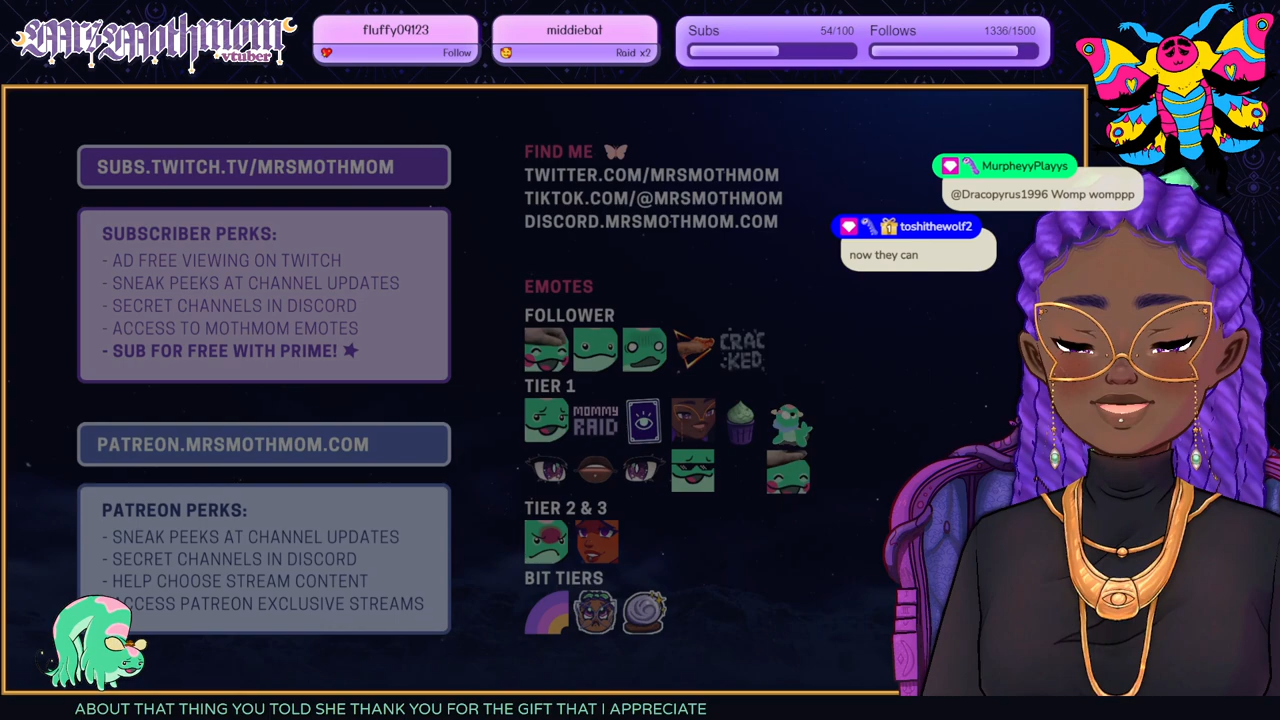 MrsMothmom
vtuber
fluffy09123
Follow
middiebat
Raid x2
Subs 54/100
Follows 1336/1500
SUBS.TWITCH.TV/MRSMOTHMOM
SUBSCRIBER PERKS:
- AD FREE VIEWING ON TWITCH
- SNEAK PEEKS AT CHANNEL UPDATES
- SECRET CHANNELS IN DISCORD
- ACCESS TO MOTHMOM EMOTES
- SUB FOR FREE WITH PRIME!
PATREON.MRSMOTHMOM.COM
PATREON PERKS:
- SNEAK PEEKS AT CHANNEL UPDATES
- SECRET CHANNELS IN DISCORD
- HELP CHOOSE STREAM CONTENT
ACCESS PATREON EXCLUSIVE STREAMS
FIND ME
TWITTER.COM/MRSMOTHMOM
TIKTOK.COM/@MRSMOTHMOM
DISCORD.MRSMOTHMOM.COM
EMOTES
FOLLOWER
CRAC
KED
TIER 1
MOMMY
RAID
TIER 2 & 3
BIT TIERS
MurpheyyPlayys
@Dracopyrus1996 Womp womppp
1 toshithewolf2
now they can
ABOUT THAT THING YOU TOLD SHE THANK YOU FOR THE GIFT THAT I APPRECIATE